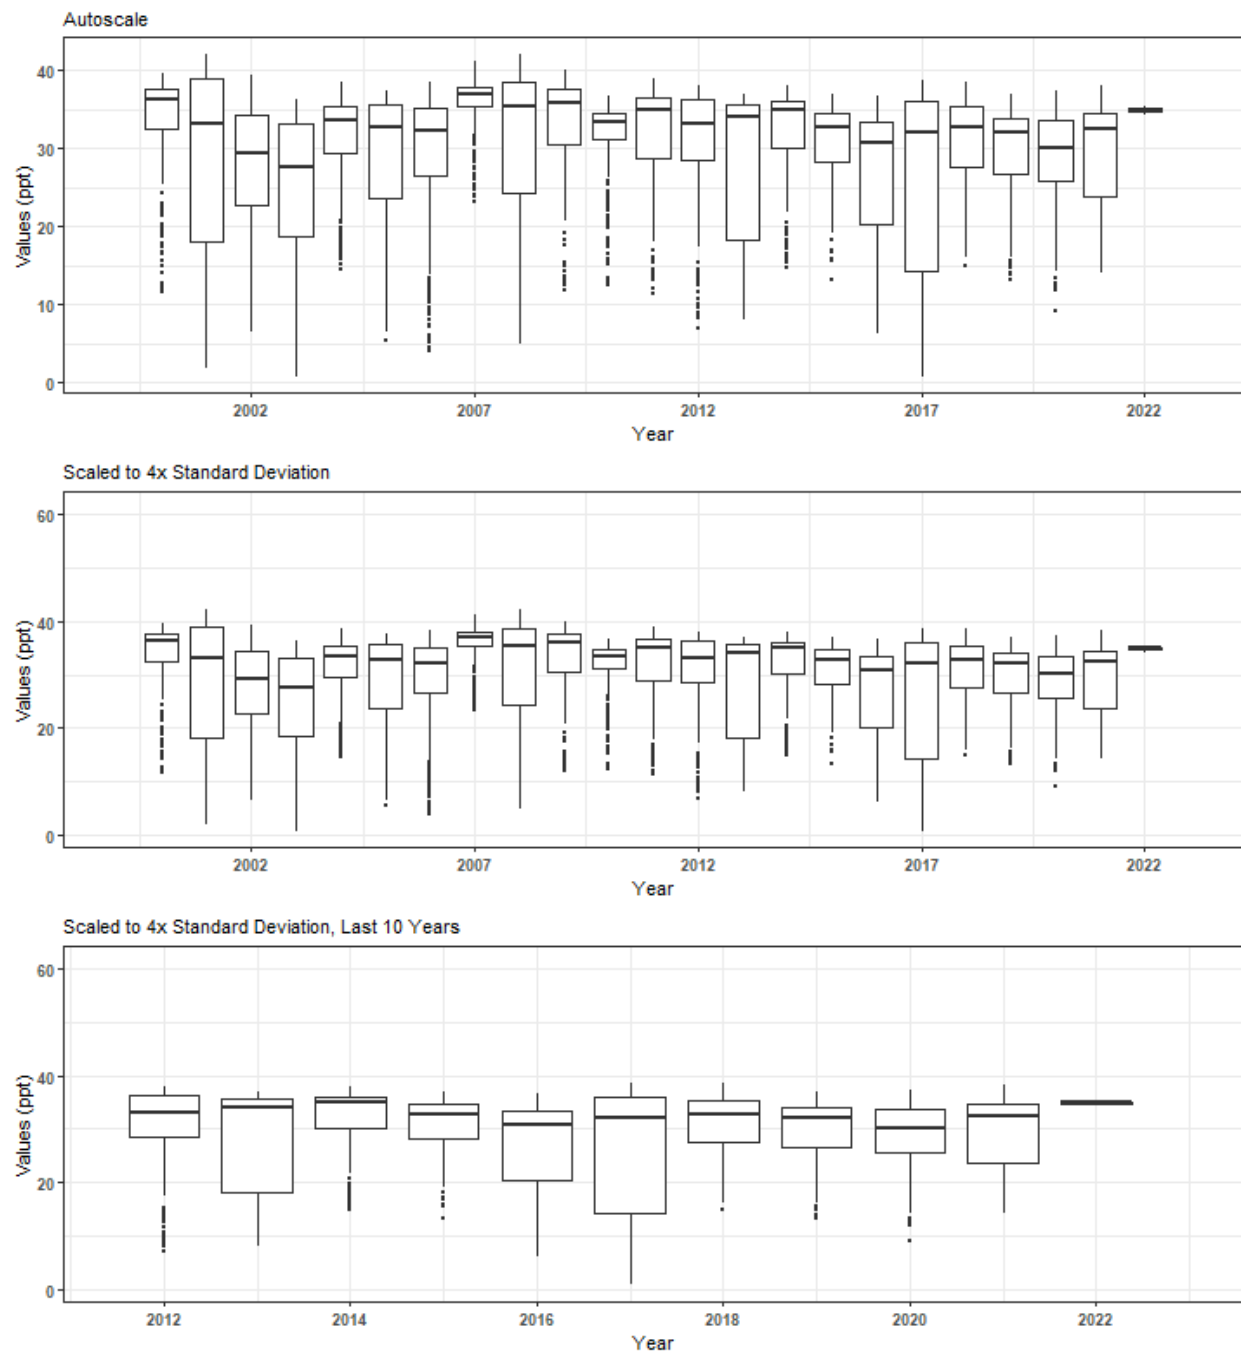 Autoscale
40
30
20
10
0
Values (ppt)
2002 2007 2012 2017 2022
Year
Scaled to 4x Standard Deviation
60
40
20
0
Values (ppt)
2002 2007 2012 2017 2022
Year
Scaled to 4x Standard Deviation, Last 10 Years
60
40
20
0
Values (ppt)
2012 2014 2016 2018 2020 2022
Year